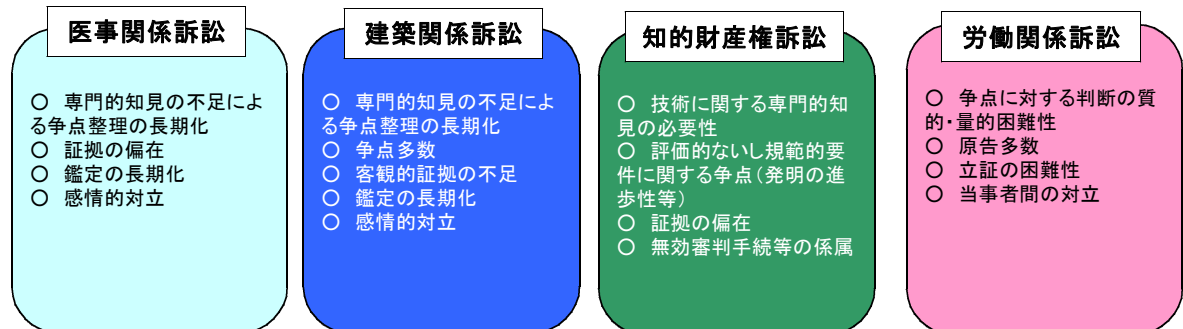 医事関係訴訟
○　専門的知見の不足によ
る争点整理の長期化
○　証拠の偏在
○　鑑定の長期化
○　感情的対立
建築関係訴訟
○　専門的知見の不足によ
る争点整理の長期化
○　争点多数
○　客観的証拠の不足
○　鑑定の長期化
○　感情的対立
知的財産権訴訟
○　技術に関する専門的知
見の必要性
○　評価的ないし規範的要
件に関する争点（発明の進
歩性等）
○　証拠の偏在
○　無効審判手続等の係属
労働関係訴訟
○　争点に対する判断の質
的・量的困難性
○　原告多数
○　立証の困難性
○　当事者間の対立